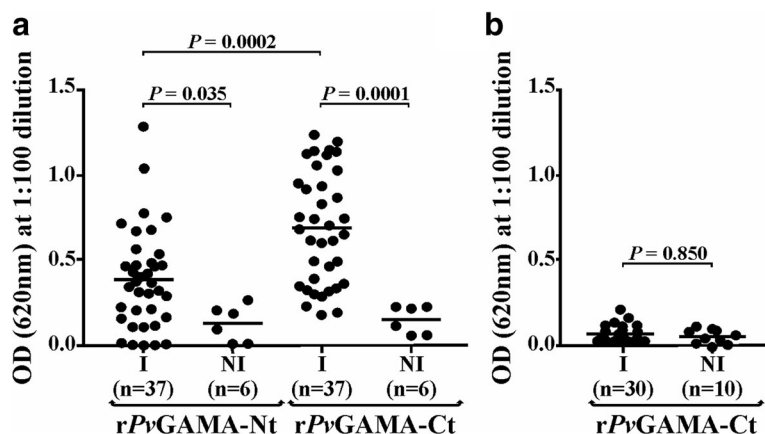 a
b
P = 0.0002
P = 0.035
P = 0.0001
OD (620nm) at 1:100 dilution
1.5
1.0
0.5
0.0
I NI I NI
(n=37) (n=6) (n=37) (n=6)
rPvGAMA-Nt rPvGAMA-Ct
OD (620nm) at 1:100 dilution
1.5
1.0
0.5
0.0
P = 0.850
I NI
(n=30) (n=10)
rPvGAMA-Ct